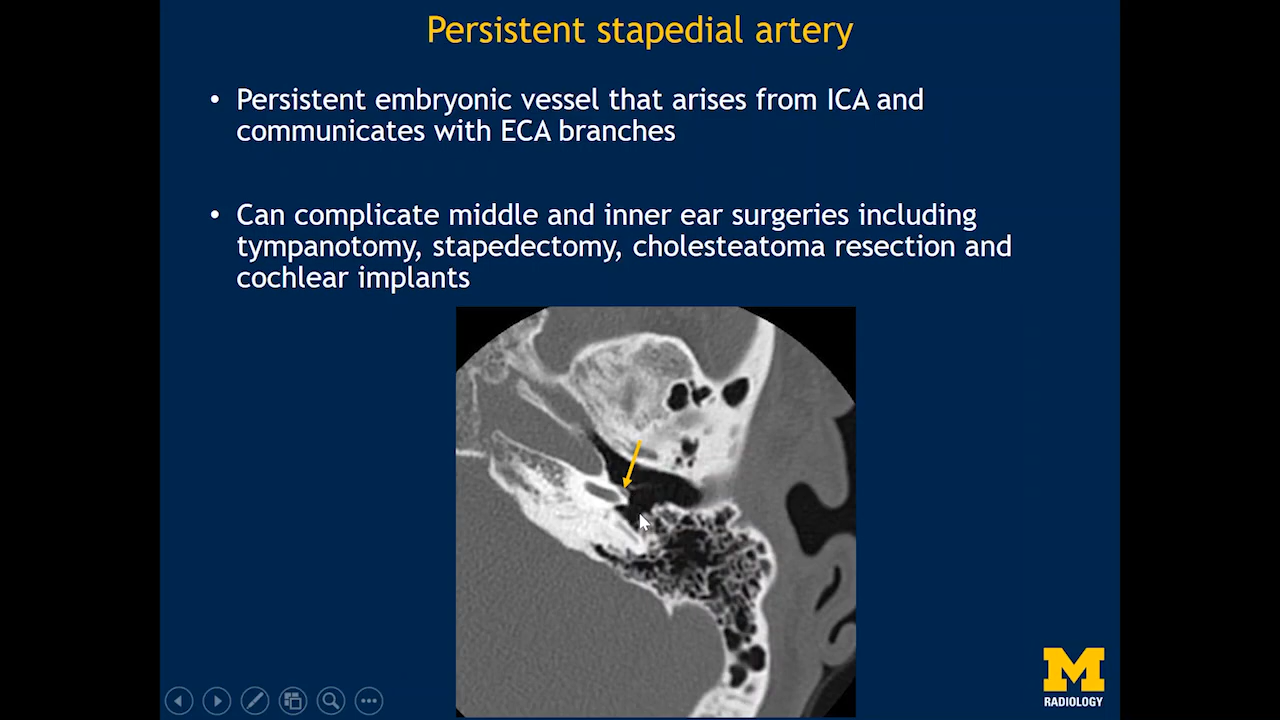 Persistent stapedial artery
• Persistent embryonic vessel that arises from ICA and
communicates with ECA branches
• Can complicate middle and inner ear surgeries including
tympanotomy, stapedectomy, cholesteatoma resection and
cochlear implants
M
RADIOLOGY